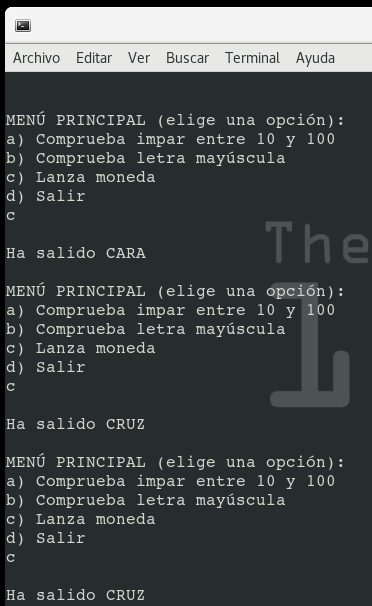 Archivo Editar Ver Buscar Terminal Ayuda
MENÚ PRINCIPAL (elige una opción):
a) Comprueba impar entre 10 y 100
b) Comprueba letra mayúscula
c) Lanza moneda
d) Salir
c
Ha salido CARA
The
MENÚ PRINCIPAL (elige una opción):
a) Comprueba impar entre 10 y 100
b) Comprueba letra mayúscula
c) Lanza moneda
d) Salir
c
Ha salido CRUZ
MENÚ PRINCIPAL (elige una opción):
a) Comprueba impar entre 10 y 100
b) Comprueba letra mayúscula
c) Lanza moneda
d) Salir
c
Ha salido CRUZ